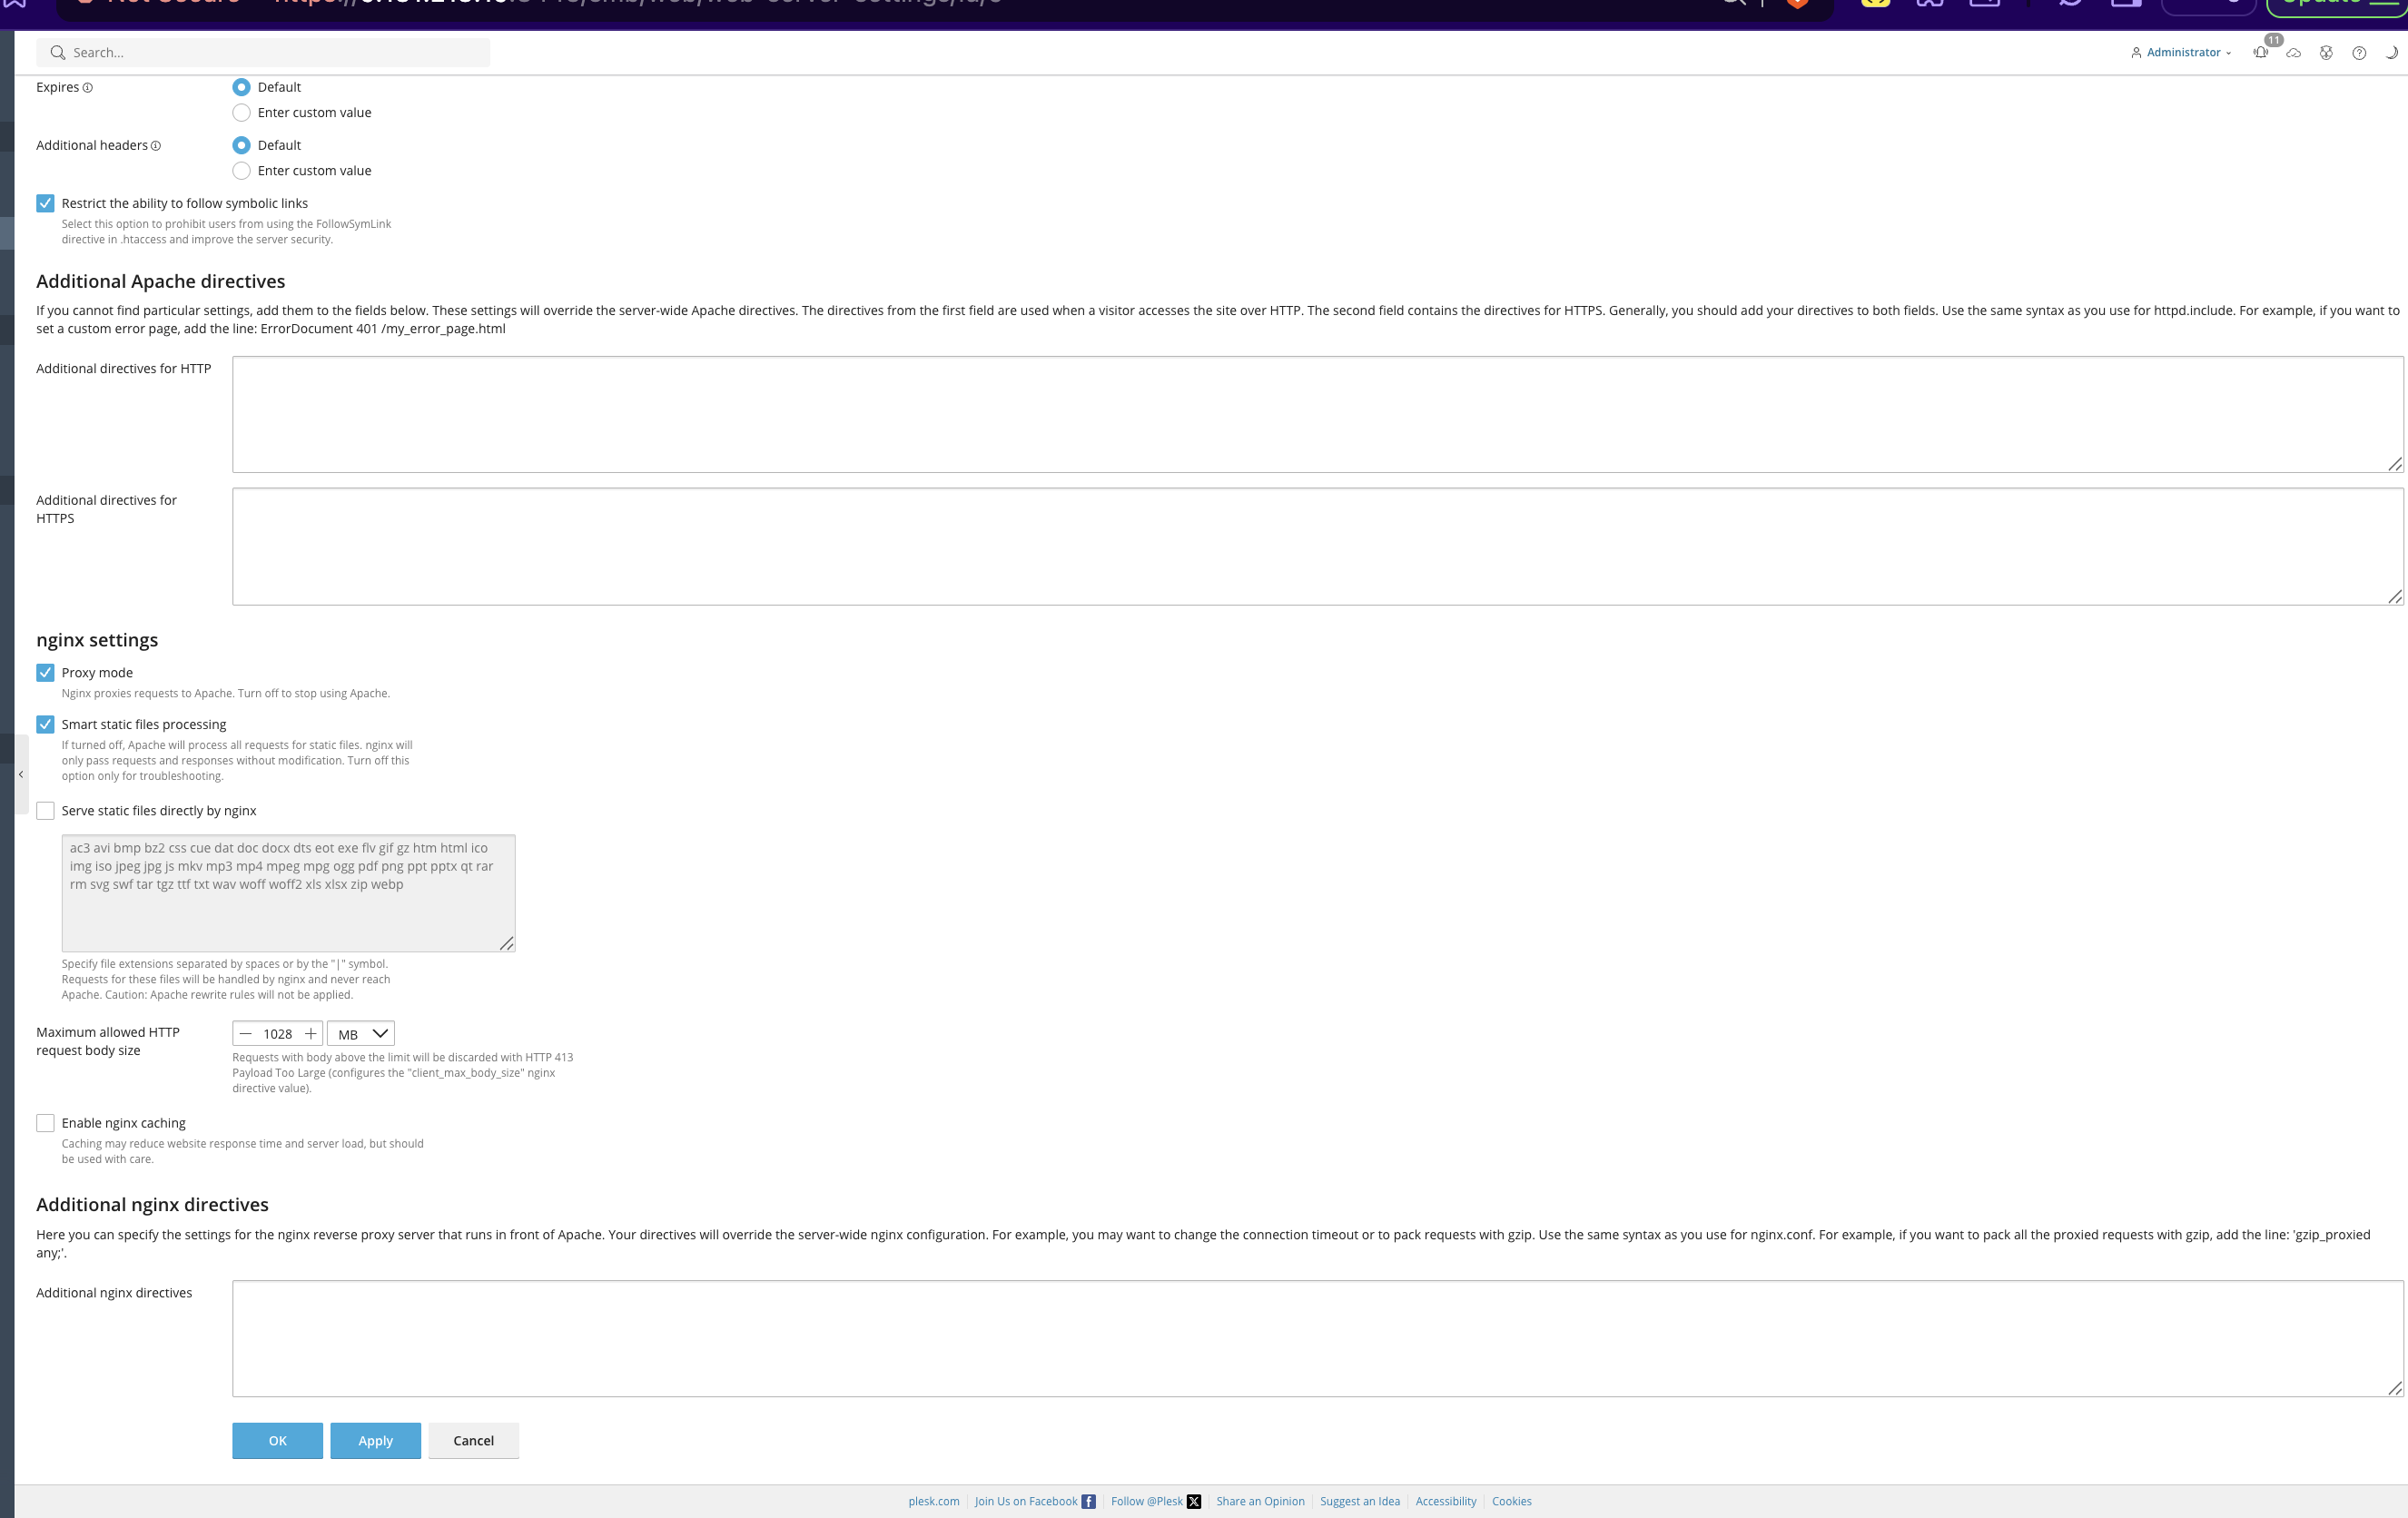 Search...
Administrator
11
Expires
Default
Enter custom value
Additional headers
Default
Enter custom value
Restrict the ability to follow symbolic links
Select this option to prohibit users from using the FollowSymLink
directive in .htaccess and improve the server security.
Additional Apache directives
If you cannot find particular settings, add them to the fields below. These settings will override the server-wide Apache directives. The directives from the first field are used when a visitor accesses the site over HTTP. The second field contains the directives for HTTPS. Generally, you should add your directives to both fields. Use the same syntax as you use for httpd.include. For example, if you want to
set a custom error page, add the line: ErrorDocument 401 /my_error_page.html
Additional directives for HTTP
Additional directives for
HTTPS
nginx settings
Proxy mode
Nginx proxies requests to Apache. Turn off to stop using Apache.
Smart static files processing
If turned off, Apache will process all requests for static files. nginx will
only pass requests and responses without modification. Turn off this
option only for troubleshooting.
Serve static files directly by nginx
ac3 avi bmp bz2 css cue dat doc docx dts eot exe flv gif gz htm html ico
img iso jpeg jpg js mkv mp3 mp4 mpeg mpg ogg pdf png ppt pptx qt rar
rm svg swf tar tgz ttf txt wav woff woff2 xls xlsx zip webp
Specify file extensions separated by spaces or by the "|" symbol.
Requests for these files will be handled by nginx and never reach
Apache. Caution: Apache rewrite rules will not be applied.
Maximum allowed HTTP
request body size
1028
MB
Requests with body above the limit will be discarded with HTTP 413
Payload Too Large (configures the "client_max_body_size" nginx
directive value).
Enable nginx caching
Caching may reduce website response time and server load, but should
be used with care.
Additional nginx directives
Here you can specify the settings for the nginx reverse proxy server that runs in front of Apache. Your directives will override the server-wide nginx configuration. For example, you may want to change the connection timeout or to pack requests with gzip. Use the same syntax as you use for nginx.conf. For example, if you want to pack all the proxied requests with gzip, add the line: 'gzip_proxied
any;'.
Additional nginx directives
OK
Apply
Cancel
plesk.com
Join Us on Facebook
Follow @Plesk
Share an Opinion
Suggest an Idea
Accessibility
Cookies